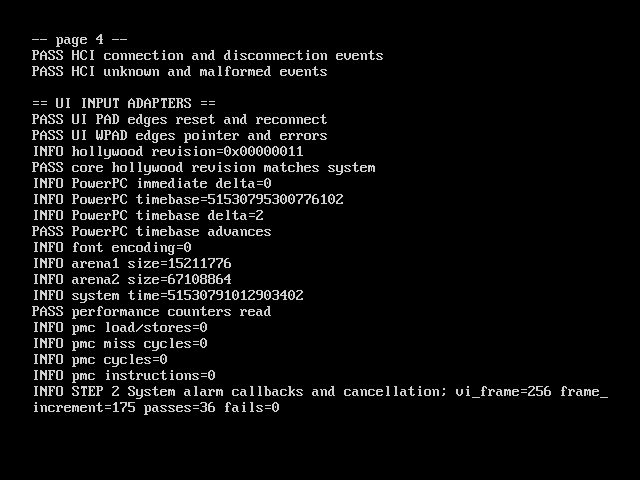 -- page 4 --
PASS HCI connection and disconnection events
PASS HCI unknown and malformed events
== UI INPUT ADAPTERS ==
PASS UI PAD edges reset and reconnect
PASS UI WPAD edges pointer and errors
INFO hollywood revision=0x00000011
PASS core hollywood revision matches system
INFO PowerPC immediate delta=0
INFO PowerPC timebase=51530795300776102
INFO PowerPC timebase delta=2
PASS PowerPC timebase advances
INFO font encoding=0
INFO arena1 size=15211776
INFO arena2 size=67108864
INFO system time=51530791012903402
PASS performance counters read
INFO pmc load/stores=0
INFO pmc miss cycles=0
INFO pmc cycles=0
INFO pmc instructions=0
INFO STEP 2 System alarm callbacks and cancellation; vi_frame=256 frame_
increment=175 passes=36 fails=0